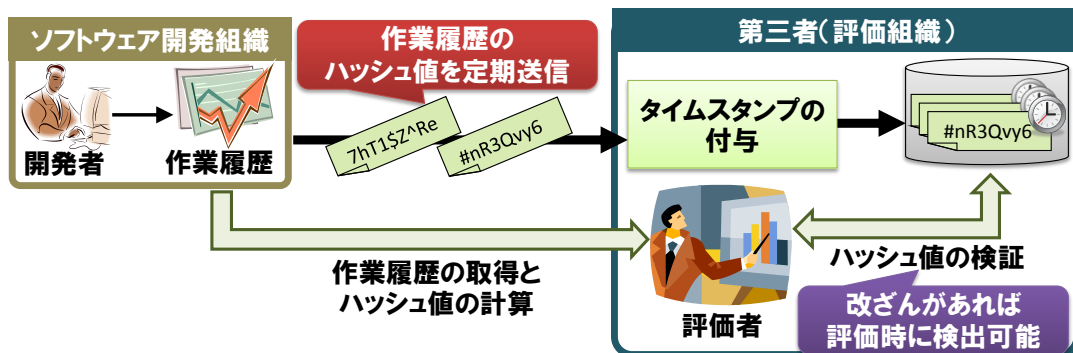 ソフトウェア開発組織
開発者
作業履歴
作業履歴の
ハッシュ値を定期送信
7hT1$Z^Re
#nR3Qvy6
第三者(評価組織)
タイムスタンプの
付与
#nR3Qvy6
作業履歴の取得と
ハッシュ値の計算
評価者
ハッシュ値の検証
改ざんがあれば
評価時に検出可能